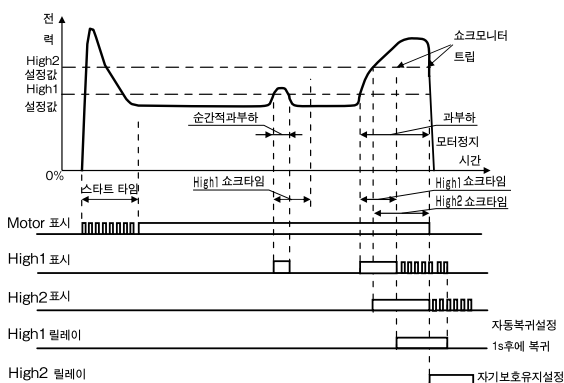 전
력
High2
설정값
High1
설정값
0%
쇼크모니터
트립
순간적과부하
과부하
모터정지
시간
스타트 타임
High1 쇼크타임
High1 쇼크타임
High2 쇼크타임
Motor 표시
High1 표시
High2 표시
High1 릴레이
자동복귀설정
1s후에 복귀
High2 릴레이
자기보호유지설정